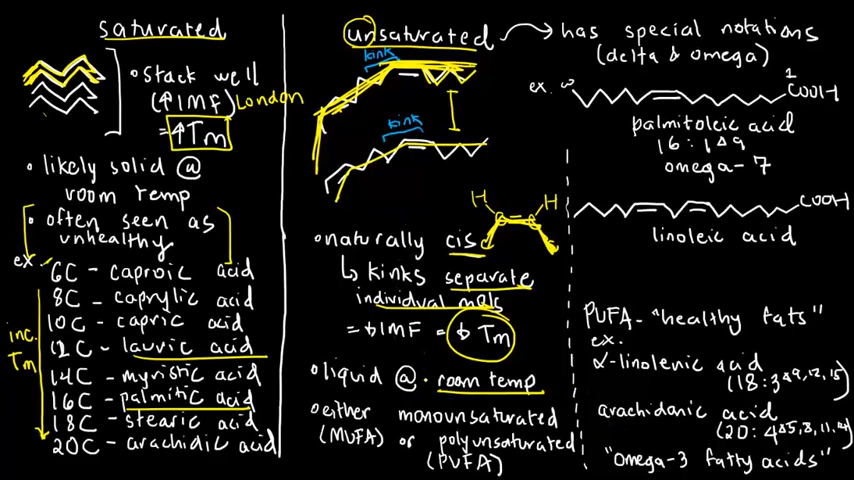 saturated
• stack well
(↑IMF) London
= ↑Tm
• likely solid @
room temp
• often seen as
unhealthy
ex.
6C - caproic acid
8C - caprylic acid
10C - capric acid
12C - lauric acid
14C - myristic acid
16C - palmitic acid
18C - stearic acid
20C - arachidic acid
inc.
Tm
unsaturated
kink
kink
H H
• naturally cis
↳ kinks separate
individual mols
= ↓IMF = ↓ Tm
• liquid @ room temp
• either monounsaturated
(MUFA) or polyunsaturated
(PUFA)
has special notations
(delta & omega)
ex. ω 1 COOH
palmitoleic acid
16:1Δ9
omega-7
COOH
linoleic acid
PUFA - "healthy fats"
ex.
α-linolenic acid
(18:3Δ9,12,15)
arachidonic acid
(20:4Δ5,8,11,14)
"omega-3 fatty acids"